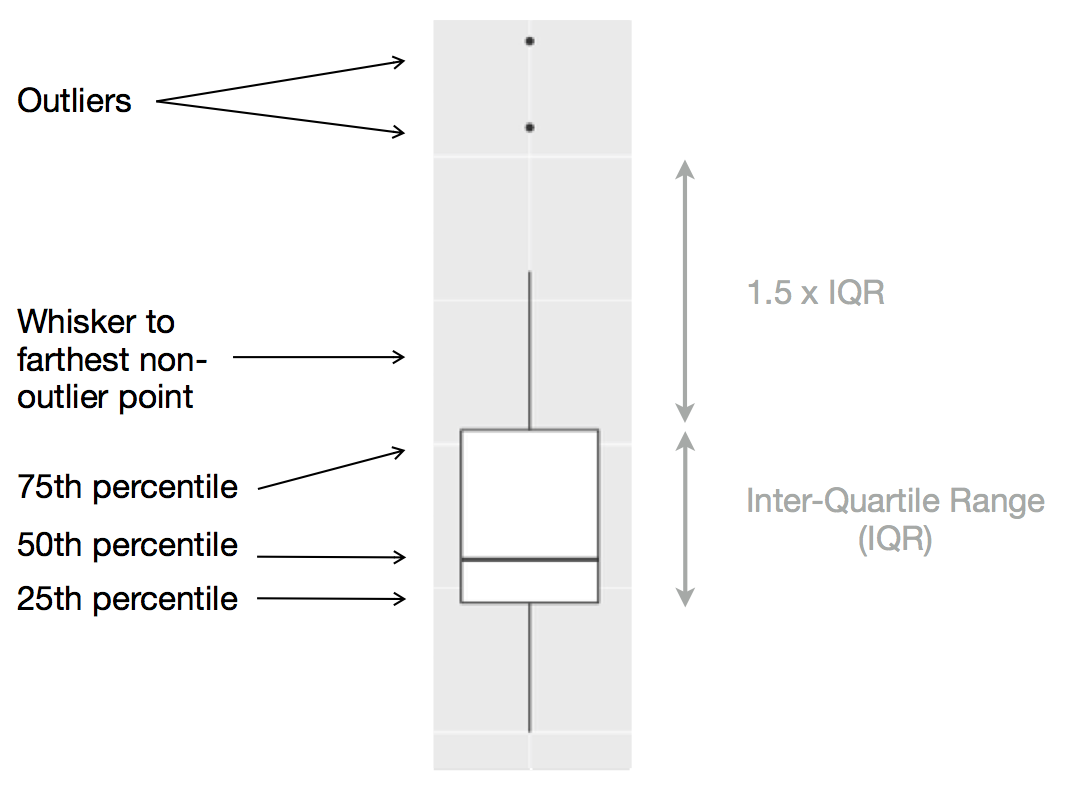 Outliers
Whisker to
farthest non-
outlier point
75th percentile
50th percentile
25th percentile
1.5 x IQR
Inter-Quartile Range
(IQR)